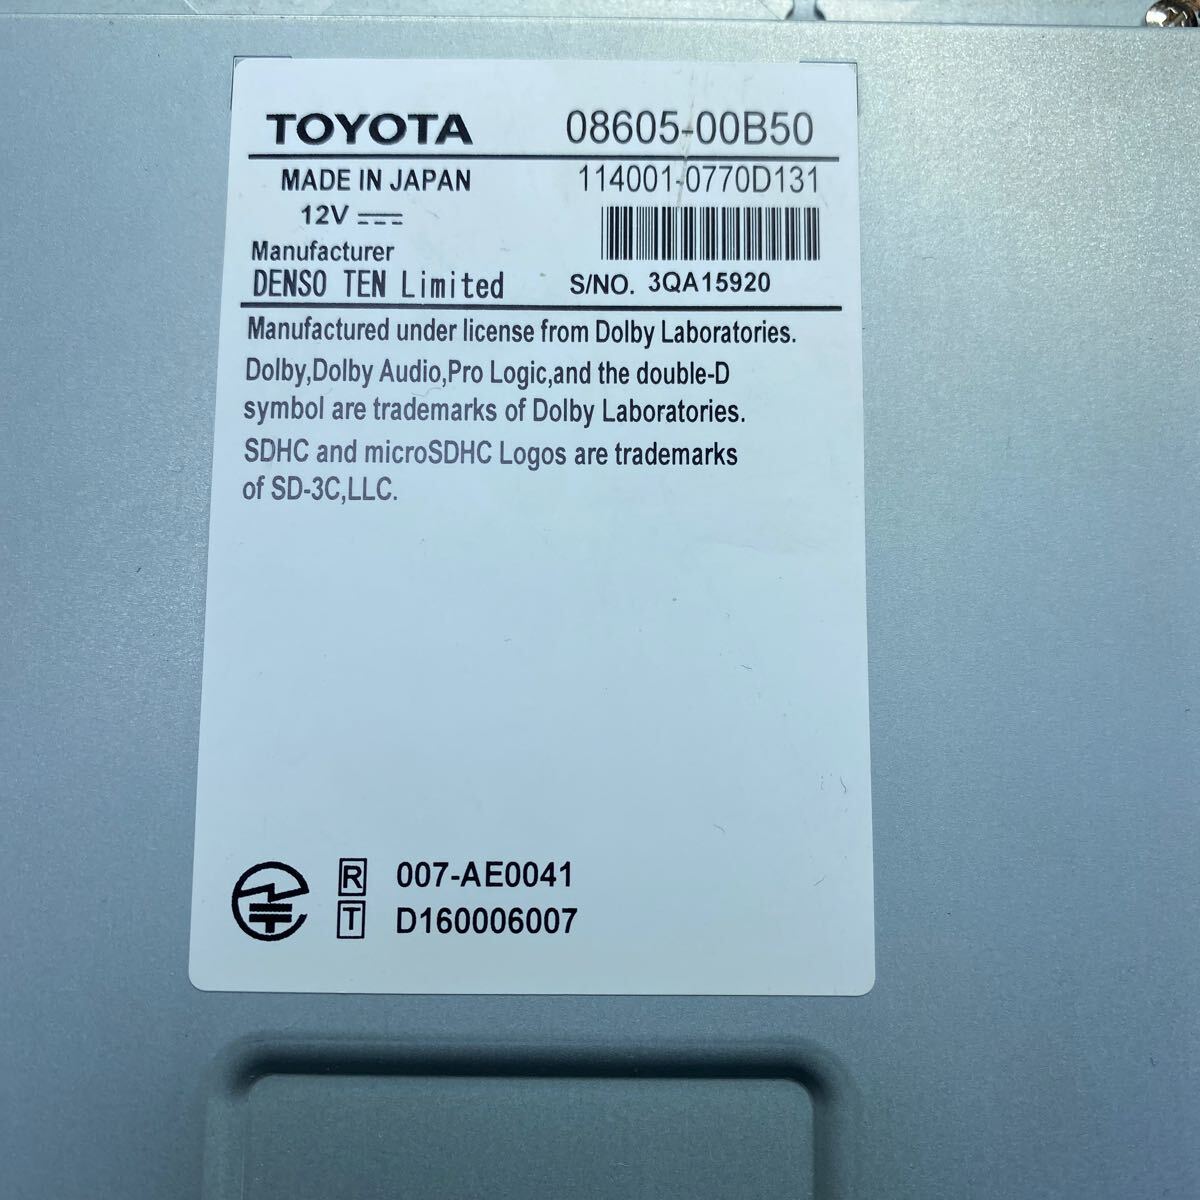 TOYOTA 08605-00B50
MADE IN JAPAN 114001-0770D131
12V
Manufacturer
DENSO TEN Limited S/NO. 3QA15920
Manufactured under license from Dolby Laboratories.
Dolby,Dolby Audio,Pro Logic,and the double-D
symbol are trademarks of Dolby Laboratories.
SDHC and microSDHC Logos are trademarks
of SD-3C,LLC.
R 007-AE0041
T D160006007